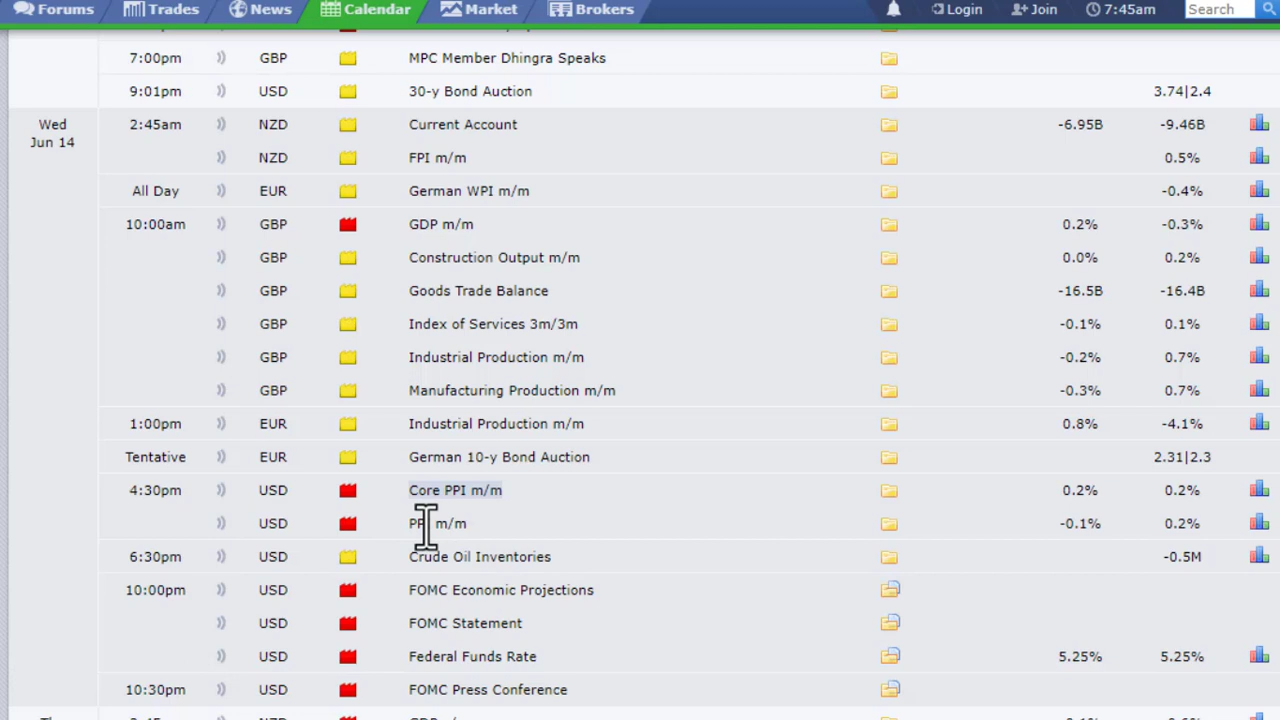 Forums Trades News Calendar Market Brokers Login Join 7:45am Search
7:00pm GBP MPC Member Dhingra Speaks
9:01pm USD 30-y Bond Auction 3.74|2.4
Wed 2:45am NZD Current Account -6.95B -9.46B
Jun 14
NZD FPI m/m 0.5%
All Day EUR German WPI m/m -0.4%
10:00am GBP GDP m/m 0.2% -0.3%
GBP Construction Output m/m 0.0% 0.2%
GBP Goods Trade Balance -16.5B -16.4B
GBP Index of Services 3m/3m -0.1% 0.1%
GBP Industrial Production m/m -0.2% 0.7%
GBP Manufacturing Production m/m -0.3% 0.7%
1:00pm EUR Industrial Production m/m 0.8% -4.1%
Tentative EUR German 10-y Bond Auction 2.31|2.3
4:30pm USD Core PPI m/m 0.2% 0.2%
USD PPI m/m -0.1% 0.2%
6:30pm USD Crude Oil Inventories -0.5M
10:00pm USD FOMC Economic Projections
USD FOMC Statement
USD Federal Funds Rate 5.25% 5.25%
10:30pm USD FOMC Press Conference